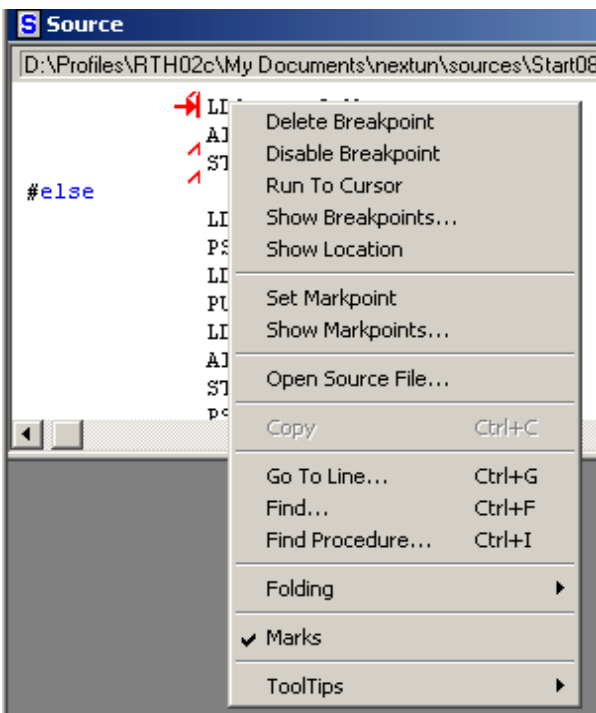 Source
D:\Profiles\RTH02c\My Documents\nextun\sources\Start08
Delete Breakpoint
Disable Breakpoint
Run To Cursor
#else
Show Breakpoints...
Show Location
Set Markpoint
Show Markpoints...
Open Source File...
Copy Ctrl+C
Go To Line... Ctrl+G
Find... Ctrl+F
Find Procedure... Ctrl+I
Folding
Marks
ToolTips